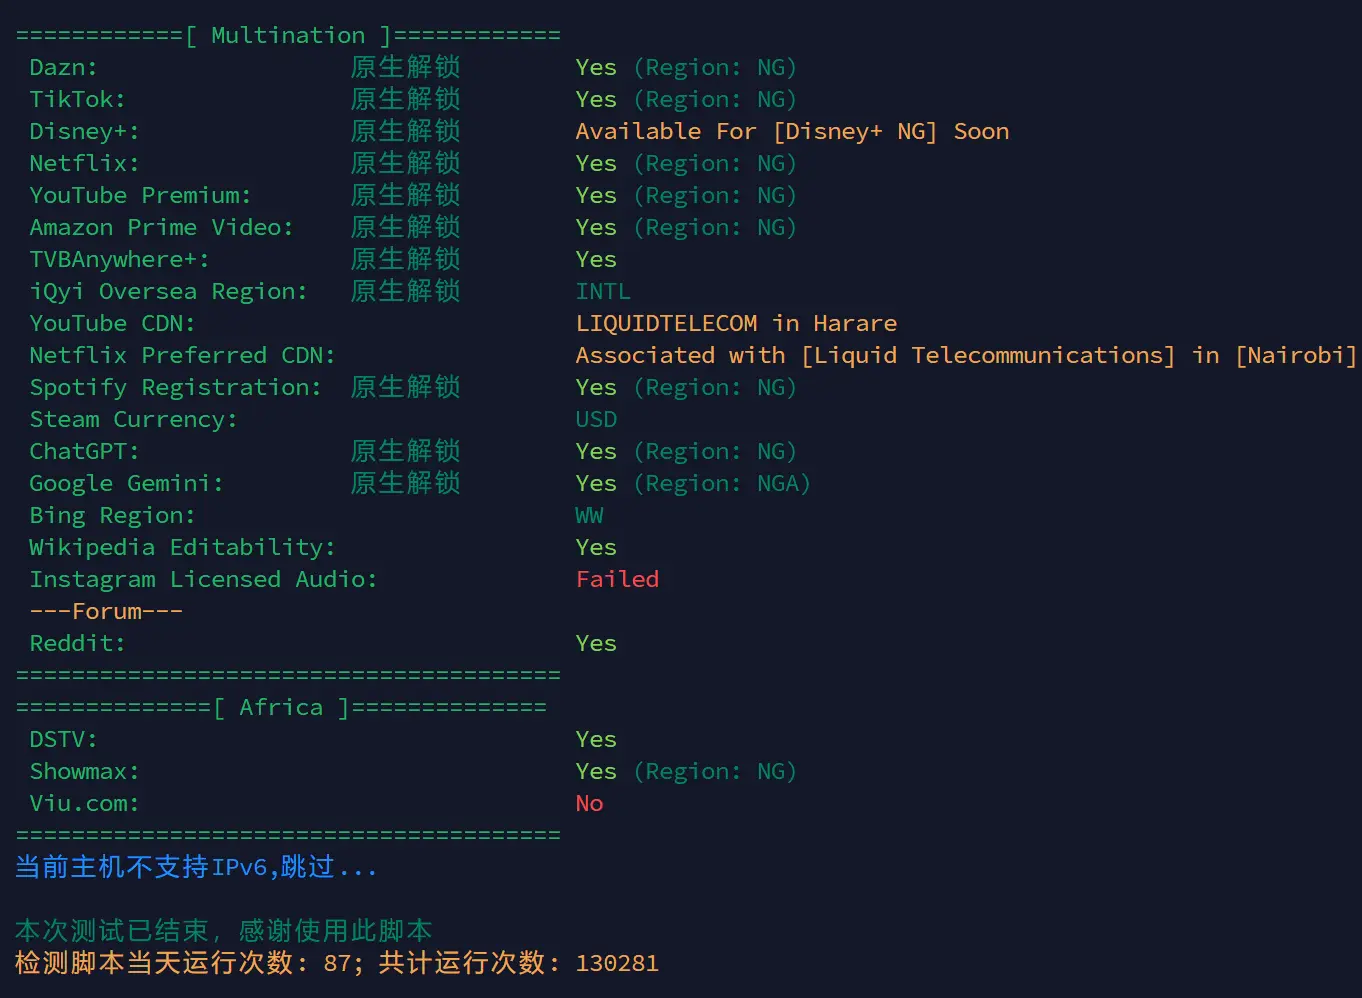 ============[ Multination ]============
Dazn: 原生解锁 Yes (Region: NG)
TikTok: 原生解锁 Yes (Region: NG)
Disney+: 原生解锁 Available For [Disney+ NG] Soon
Netflix: 原生解锁 Yes (Region: NG)
YouTube Premium: 原生解锁 Yes (Region: NG)
Amazon Prime Video: 原生解锁 Yes (Region: NG)
TVBAnywhere+: 原生解锁 Yes
iQyi Oversea Region: 原生解锁 INTL
YouTube CDN: LIQUIDTELECOM in Harare
Netflix Preferred CDN: Associated with [Liquid Telecommunications] in [Nairobi]
Spotify Registration: 原生解锁 Yes (Region: NG)
Steam Currency: USD
ChatGPT: 原生解锁 Yes (Region: NG)
Google Gemini: 原生解锁 Yes (Region: NGA)
Bing Region: WW
Wikipedia Editability: Yes
Instagram Licensed Audio: Failed
---Forum---
Reddit: Yes
=======================================
==============[ Africa ]==============
DSTV: Yes
Showmax: Yes (Region: NG)
Viu.com: No
=======================================
当前主机不支持IPv6,跳过...
本次测试已结束，感谢使用此脚本
检测脚本当天运行次数: 87; 共计运行次数: 130281